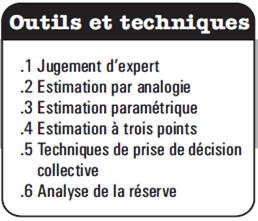 Outils et techniques
.1 Jugement d'expert
.2 Estimation par analogie
.3 Estimation paramétrique
.4 Estimation à trois points
.5 Techniques de prise de décision
collective
.6 Analyse de la réserve